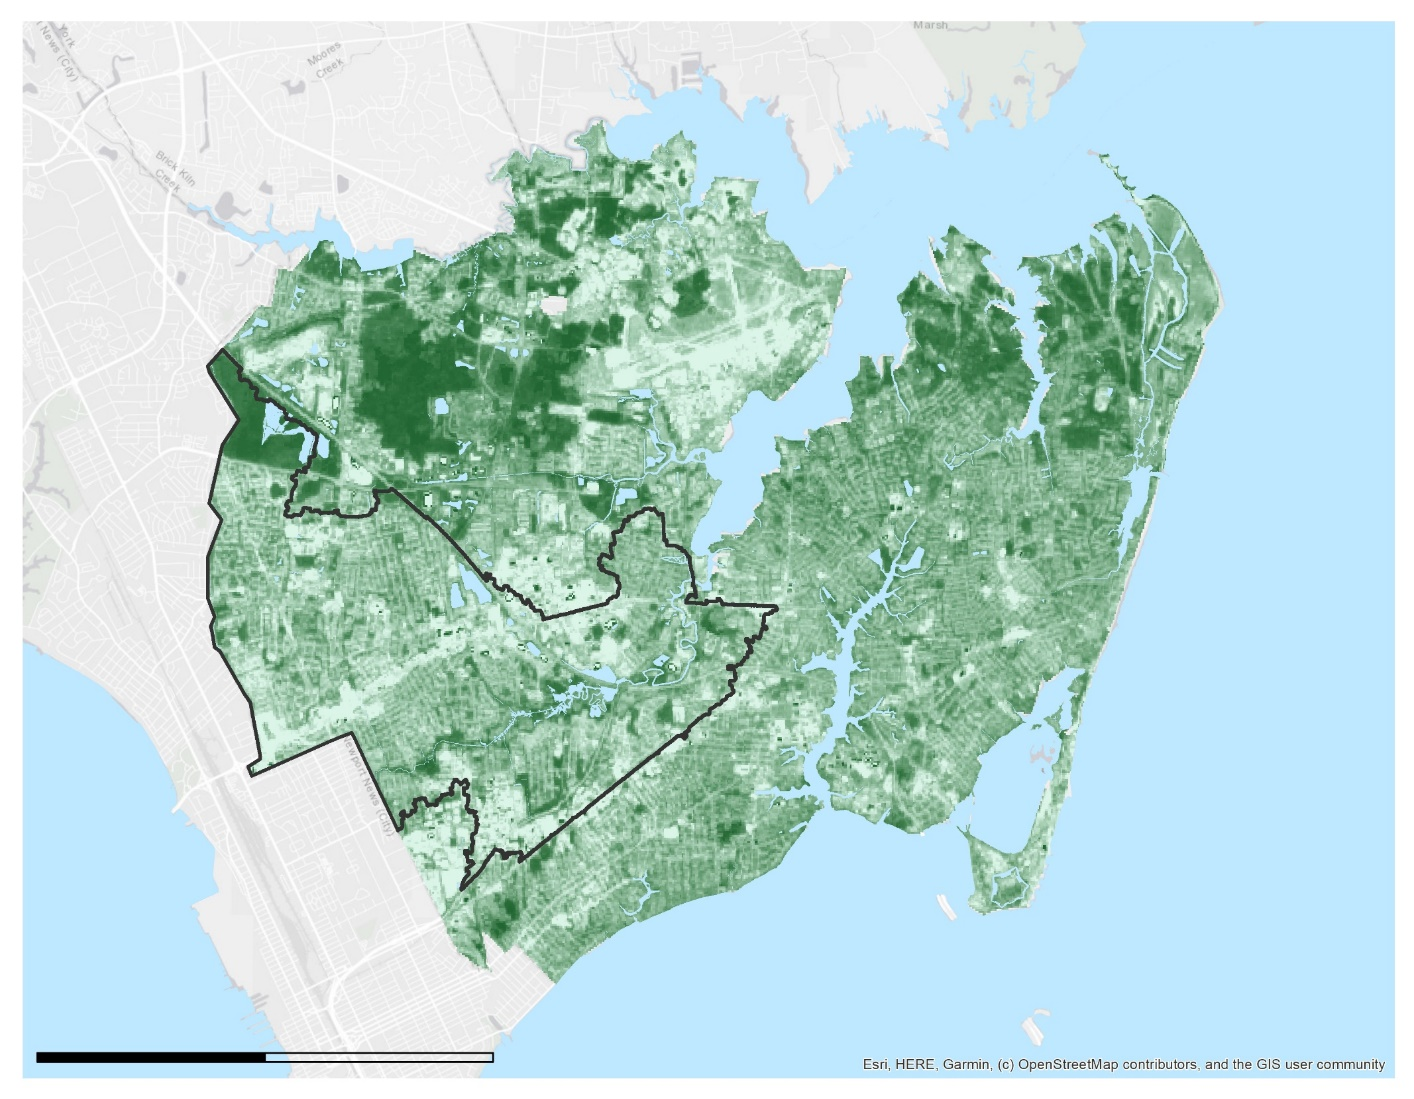 Marsh
York
News (City)
Moores
Creek
Brick Kiln
Creek
Newport News (City)
Esri, HERE, Garmin, (c) OpenStreetMap contributors, and the GIS user community